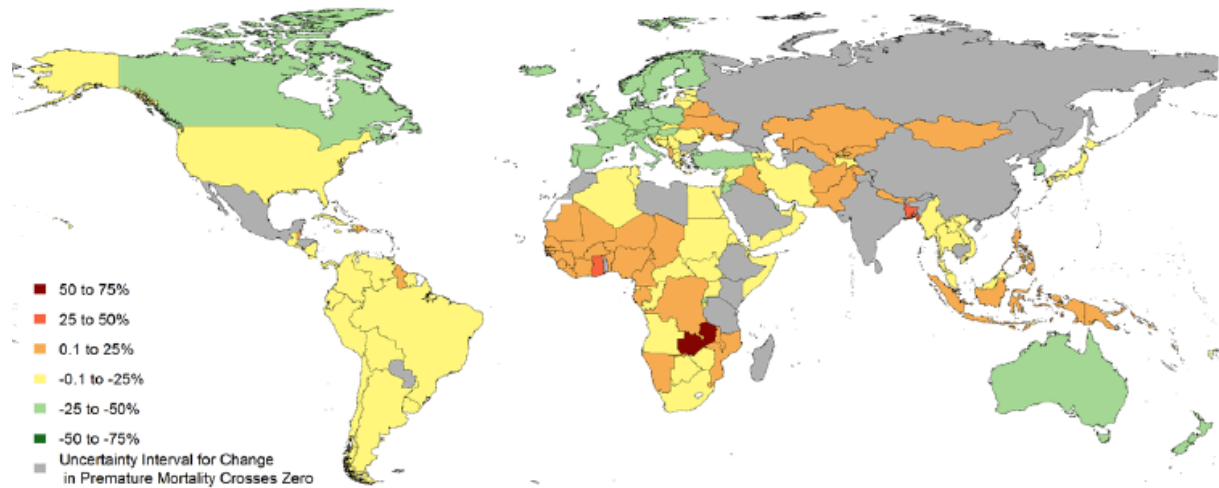 50 to 75%
25 to 50%
0.1 to 25%
-0.1 to -25%
-25 to -50%
-50 to -75%
Uncertainty Interval for Change
in Premature Mortality Crosses Zero